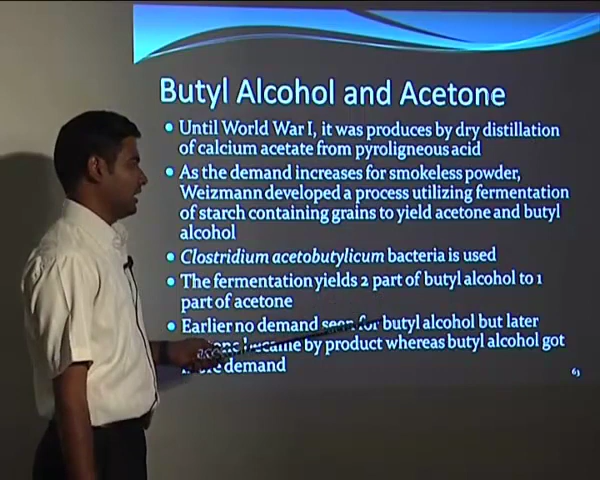 Butyl Alcohol and Acetone
Until World War I, it was produces by dry distillation
of calcium acetate from pyroligneous acid
As the demand increases for smokeless powder,
Weizmann developed a process utilizing fermentation
of starch containing grains to yield acetone and butyl
alcohol
Clostridium acetobutylicum bacteria is used
The fermentation yields 2 part of butyl alcohol to 1
part of acetone
Earlier no demand seen for butyl alcohol but later
became by product whereas butyl alcohol got
demand
63